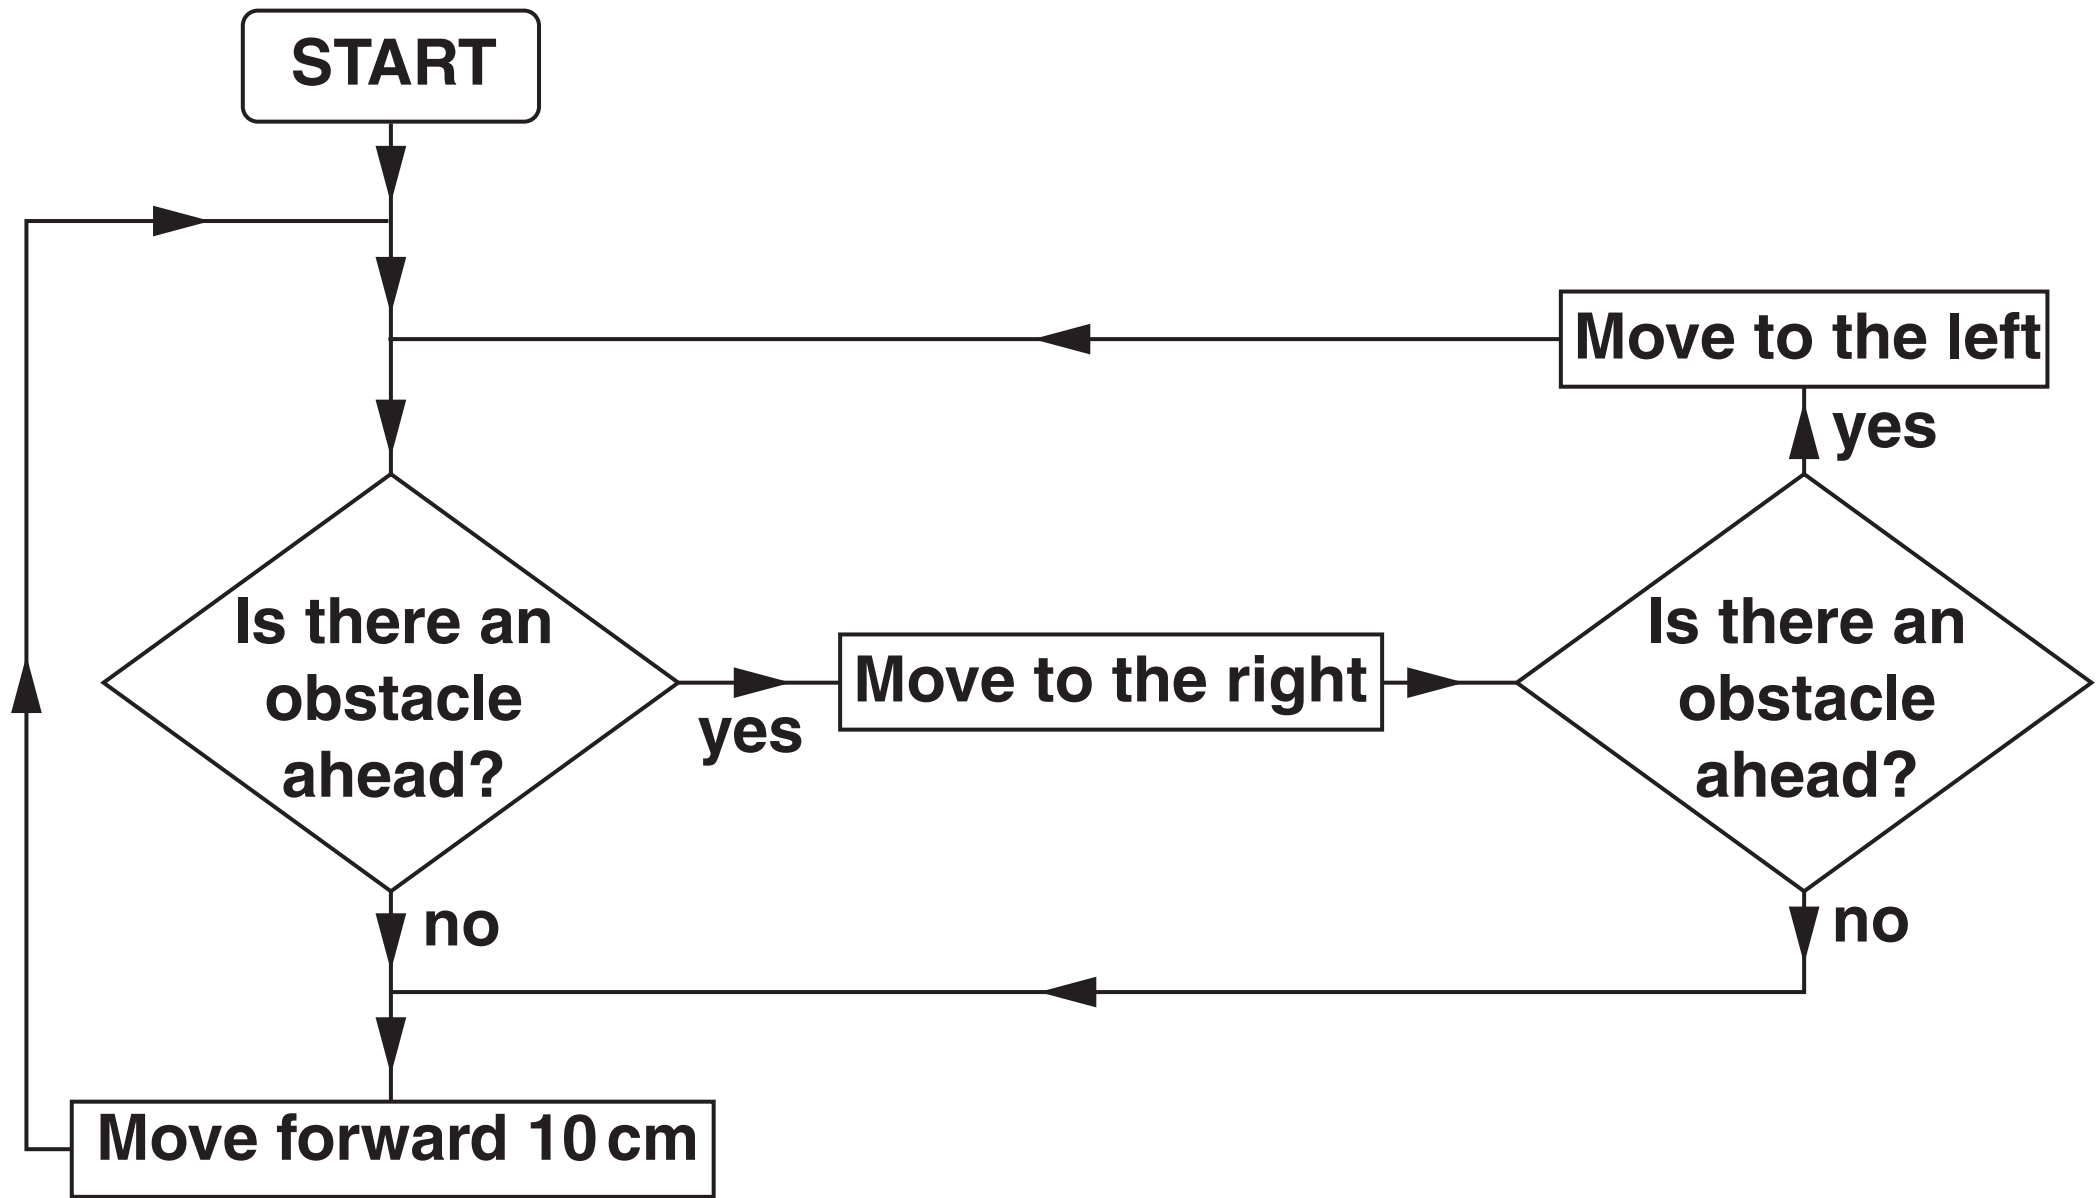 START
Move to the left
yes
Is there an
obstacle
ahead?
yes
Move to the right
Is there an
obstacle
ahead?
no
no
Move forward 10 cm